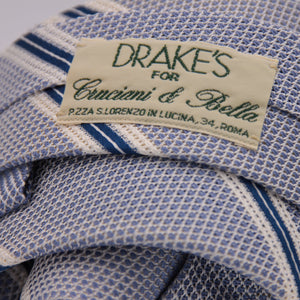 DRAKE'S
FOR
Cruciani & Bella
P.ZZA S.LORENZO IN LUCINA, 34, ROMA